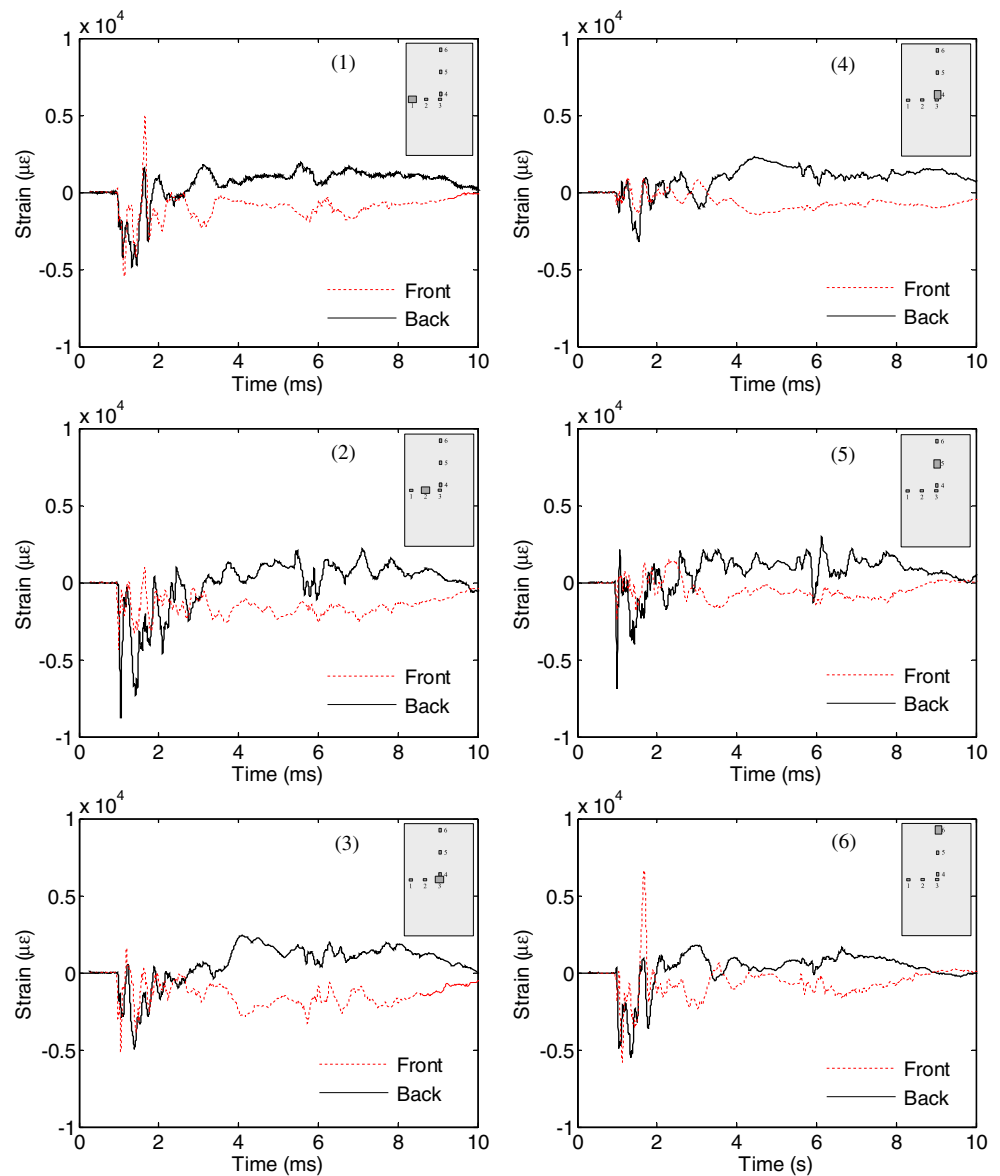 x 10^4
(1)
6
5
4
1 2 3
1
0.5
0
-0.5
-1
Strain (με)
Front
Back
0 2 4 6 8 10
Time (ms)
x 10^4
(4)
6
5
4
1 2 3
1
0.5
0
-0.5
-1
Strain (με)
Front
Back
0 2 4 6 8 10
Time (ms)
x 10^4
(2)
6
5
4
1 2 3
1
0.5
0
-0.5
-1
Strain (με)
Front
Back
0 2 4 6 8 10
Time (ms)
x 10^4
(5)
6
5
4
1 2 3
1
0.5
0
-0.5
-1
Strain (με)
Front
Back
0 2 4 6 8 10
Time (ms)
x 10^4
(3)
6
5
4
1 2 3
1
0.5
0
-0.5
-1
Strain (με)
Front
Back
0 2 4 6 8 10
Time (ms)
x 10^4
(6)
6
5
4
1 2 3
1
0.5
0
-0.5
-1
Strain (με)
Front
Back
0 2 4 6 8 10
Time (s)